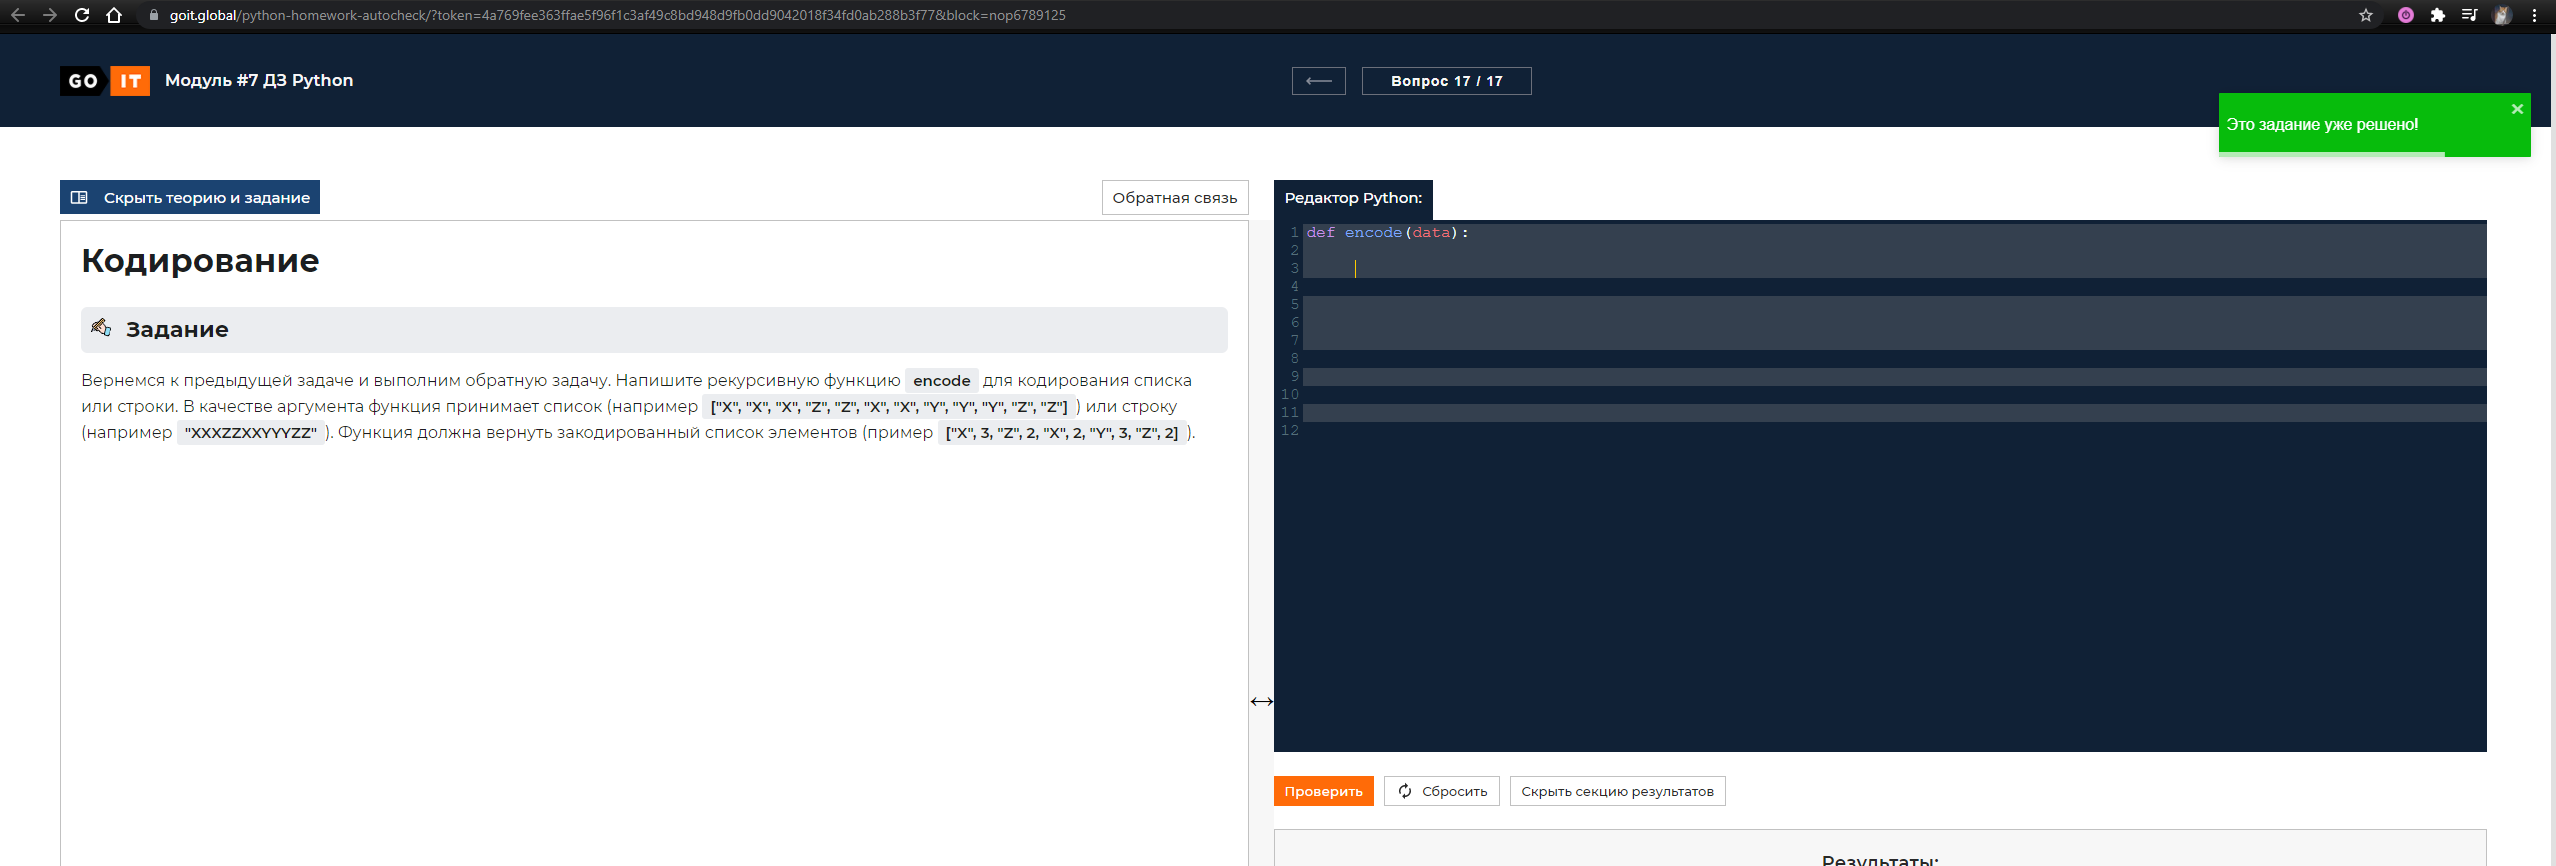 goit.global/python-homework-autocheck/?token=4a769fee363ffae5f96f1c3af49c8bd948d9fb0dd9042018f34fd0ab288b3f77&block=nop6789125
GO IT Модуль #7 ДЗ Python
Вопрос 17 / 17
Это задание уже решено!
Скрыть теорию и задание
Обратная связь
Кодирование
Задание
Вернемся к предыдущей задаче и выполним обратную задачу. Напишите рекурсивную функцию encode для кодирования списка
или строки. В качестве аргумента функция принимает список (например ["X", "X", "X", "Z", "Z", "X", "X", "Y", "Y", "Y", "Z", "Z"] ) или строку
(например "XXXZZXXYYYZZ" ). Функция должна вернуть закодированный список элементов (пример ["X", 3, "Z", 2, "X", 2, "Y", 3, "Z", 2] ).
Редактор Python:
1 def encode(data):
2
3
4
5
6
7
8
9
10
11
12
Проверить
Сбросить
Скрыть секцию результатов
Результаты: